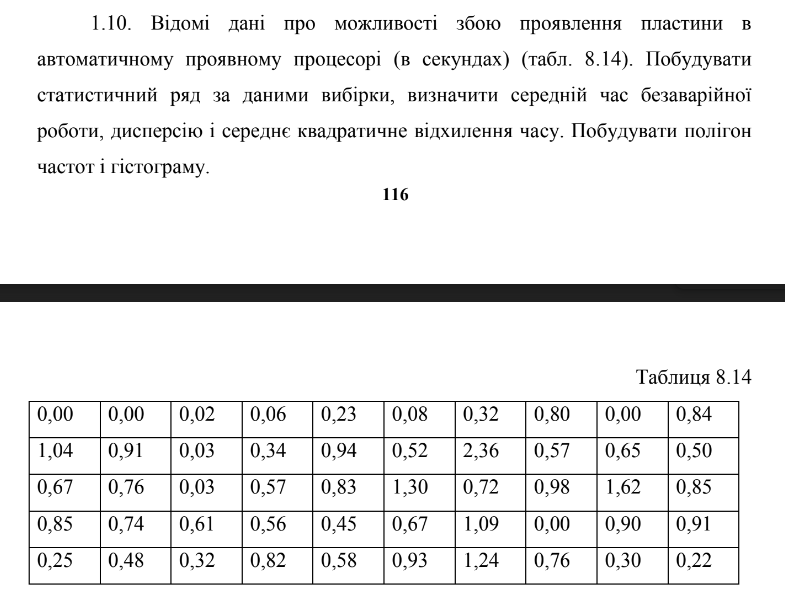 1.10. Відомі дані про можливості збою проявлення пластини в
автоматичному проявному процесорі (в секундах) (табл. 8.14). Побудувати
статистичний ряд за даними вибірки, визначити середній час безаварійної
роботи, дисперсію і середнє квадратичне відхилення часу. Побудувати полігон
частот і гістограму.
116
Таблиця 8.14
0,00 0,00 0,02 0,06 0,23 0,08 0,32 0,80 0,00 0,84
1,04 0,91 0,03 0,34 0,94 0,52 2,36 0,57 0,65 0,50
0,67 0,76 0,03 0,57 0,83 1,30 0,72 0,98 1,62 0,85
0,85 0,74 0,61 0,56 0,45 0,67 1,09 0,00 0,90 0,91
0,25 0,48 0,32 0,82 0,58 0,93 1,24 0,76 0,30 0,22